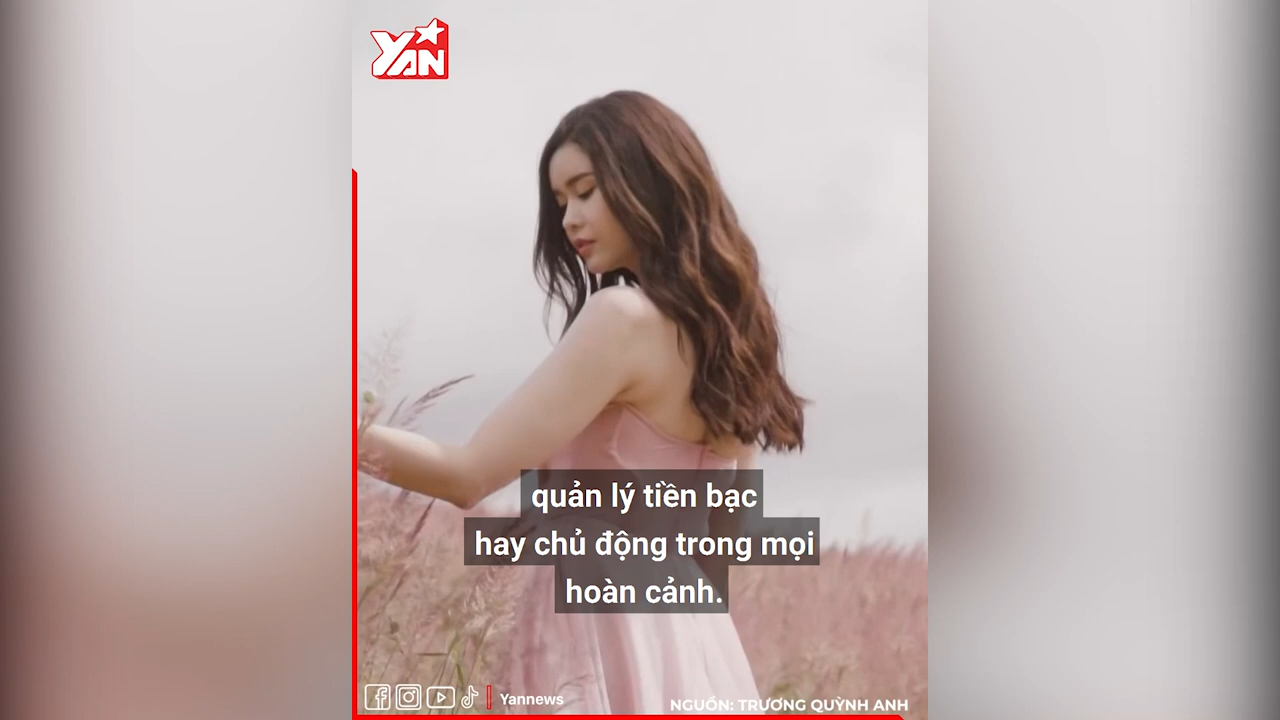 YAN
quản lý tiền bạc
hay chủ động trong mọi
hoàn cảnh.
Yannews
NGUỒN: TRƯƠNG QUỲNH ANH